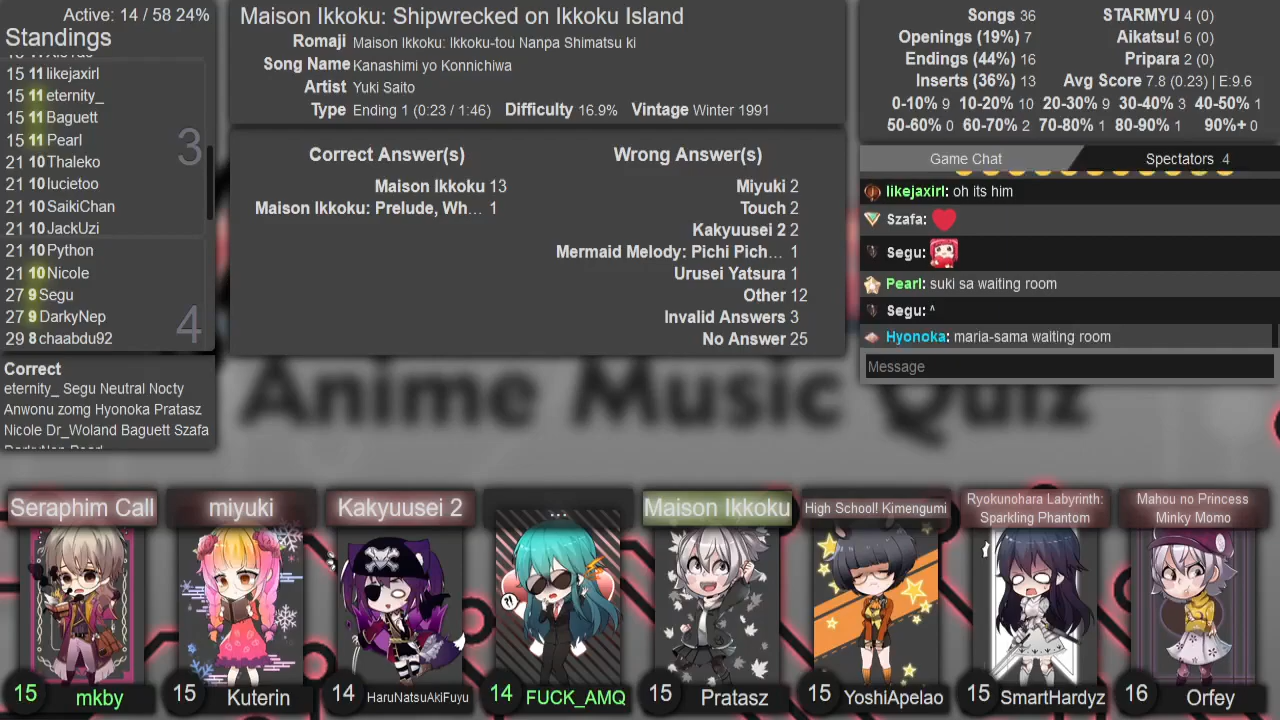 Active: 14 / 58 24%
Standings
15 11 likejaxirl
15 11 eternity_
15 11 Baguett
15 11 Pearl
3
21 10 Thaleko
21 10 lucietoo
21 10 SaikiChan
21 10 JackUzi
21 10 Python
21 10 Nicole
27 9 Segu
27 9 DarkyNep
4
29 8 chaabdu92
Correct
eternity_ Segu Neutral Nocty
Anwonu zomg Hyonoka Pratasz
Nicole Dr_Woland Baguett Szafa
Maison Ikkoku: Shipwrecked on Ikkoku Island
Romaji Maison Ikkoku: Ikkoku-tou Nanpa Shimatsu ki
Song Name Kanashimi yo Konnichiwa
Artist Yuki Saito
Type Ending 1 (0:23 / 1:46) Difficulty 16.9% Vintage Winter 1991
Correct Answer(s)
Maison Ikkoku 13
Maison Ikkoku: Prelude, Wh... 1
Wrong Answer(s)
Miyuki 2
Touch 2
Kakyuusei 2 2
Mermaid Melody: Pichi Pich... 1
Urusei Yatsura 1
Other 12
Invalid Answers 3
No Answer 25
Songs 36 STARMYU 4 (0)
Openings (19%) 7 Aikatsu! 6 (0)
Endings (44%) 16 Pripara 2 (0)
Inserts (36%) 13 Avg Score 7.8 (0.23) | E:9.6
0-10% 9 10-20% 10 20-30% 9 30-40% 3 40-50% 1
50-60% 0 60-70% 2 70-80% 1 80-90% 1 90%+ 0
Game Chat Spectators 4
likejaxirl: oh its him
Szafa:
Segu:
Pearl: suki sa waiting room
Segu: ^
Hyonoka: maria-sama waiting room
Message
Anime Music Quiz
Seraphim Call
miyuki
Kakyuusei 2
...
Maison Ikkoku
High School! Kimengumi
Ryokunohara Labyrinth:
Sparkling Phantom
Mahou no Princess
Minky Momo
15 mkby
15 Kuterin
14 HaruNatsuAkiFuyu
14 FUCK_AMQ
15 Pratasz
15 YoshiApelao
15 SmartHardyz
16 Orfey